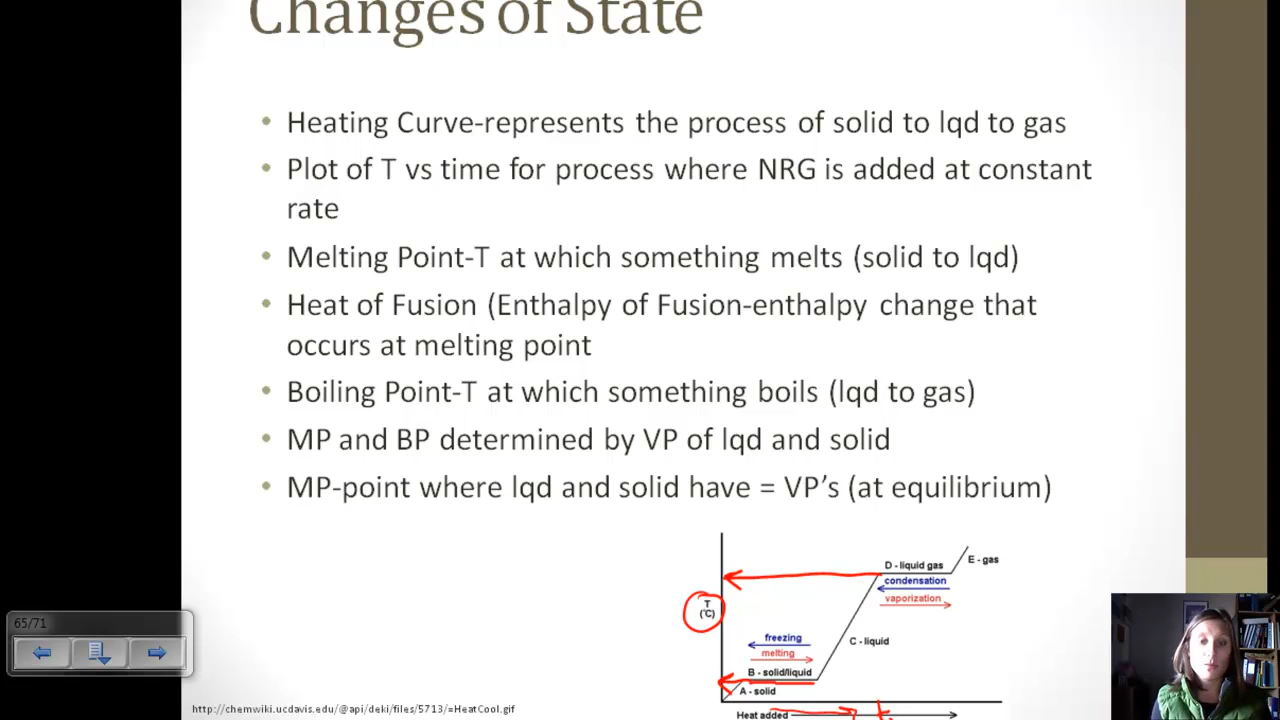 Changes of State
• Heating Curve-represents the process of solid to lqd to gas
• Plot of T vs time for process where NRG is added at constant
rate
• Melting Point-T at which something melts (solid to lqd)
• Heat of Fusion (Enthalpy of Fusion-enthalpy change that
occurs at melting point
• Boiling Point-T at which something boils (lqd to gas)
• MP and BP determined by VP of lqd and solid
• MP-point where lqd and solid have = VP's (at equilibrium)
D - liquid gas
E - gas
condensation
vaporization
T
(°C)
freezing
C - liquid
melting
B - solid/liquid
A - solid
Heat added
t
65/71
http://chemwiki.ucdavis.edu/@api/deki/files/5713/=HeatCool.gif